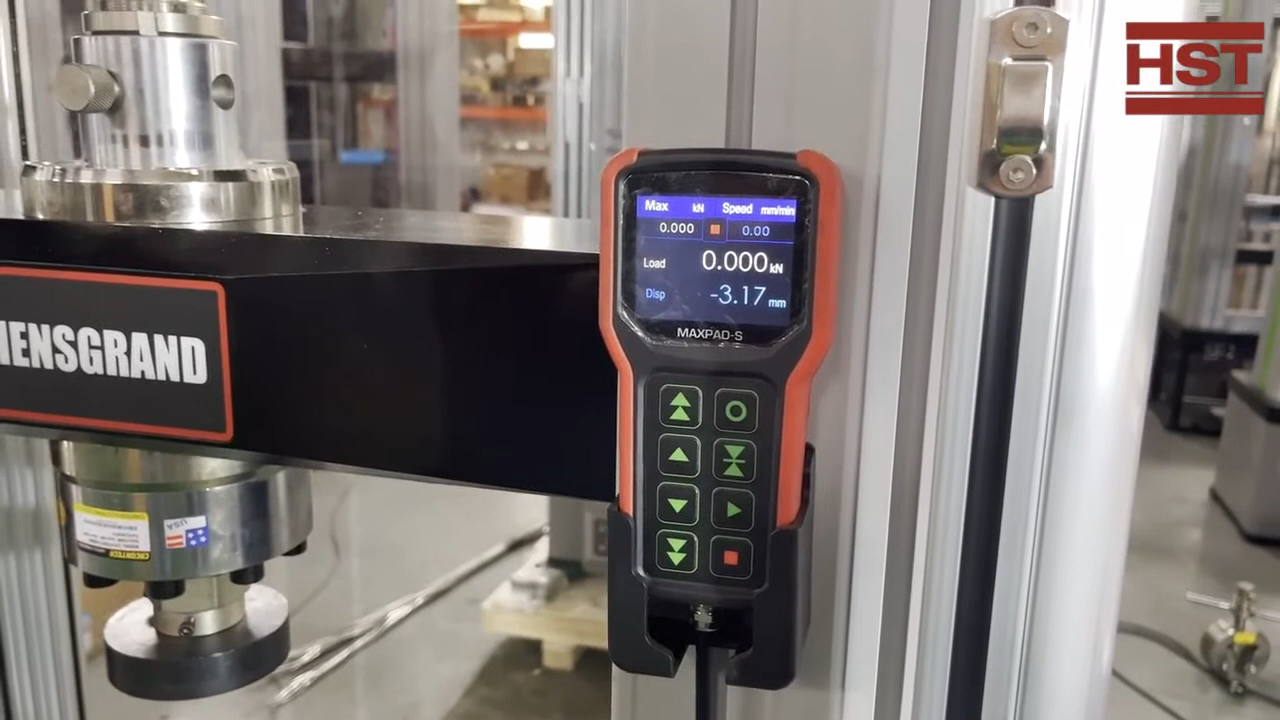 HST
Max kN Speed mm/min
0.000 0.00
Load 0.000 kN
Disp -3.17 mm
MAXPAD-S
ENSGRAND
USA